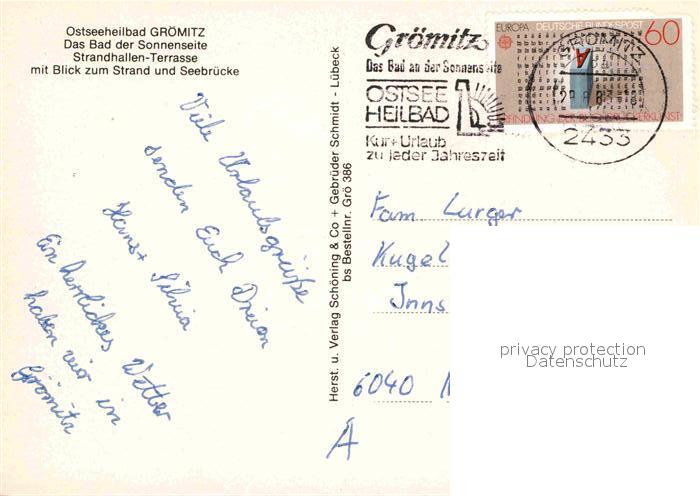 Ostseeheilbad GRÖMITZ
Das Bad der Sonnenseite
Strandhallen-Terrasse
mit Blick zum Strand und Seebrücke
Viele Urlaubsgrüße
senden Euch
Hans + Silvia
Ein herrliches Wetter
haben wir in
Grömitz
Herst. u. Verlag Schöning & Co + Gebrüder Schmidt - Lübeck
bs Bestellnr. Grö 386
Grömitz
Das Bad an der Sonnenseite
OSTSEE
HEILBAD
Kur + Urlaub
zu jeder Jahreszeit
EUROPA DEUTSCHE BUNDESPOST 60
A
GRÖMITZ
2433
Fam. Lurger
Kugel
Inns
6040
A
privacy protection
Datenschutz